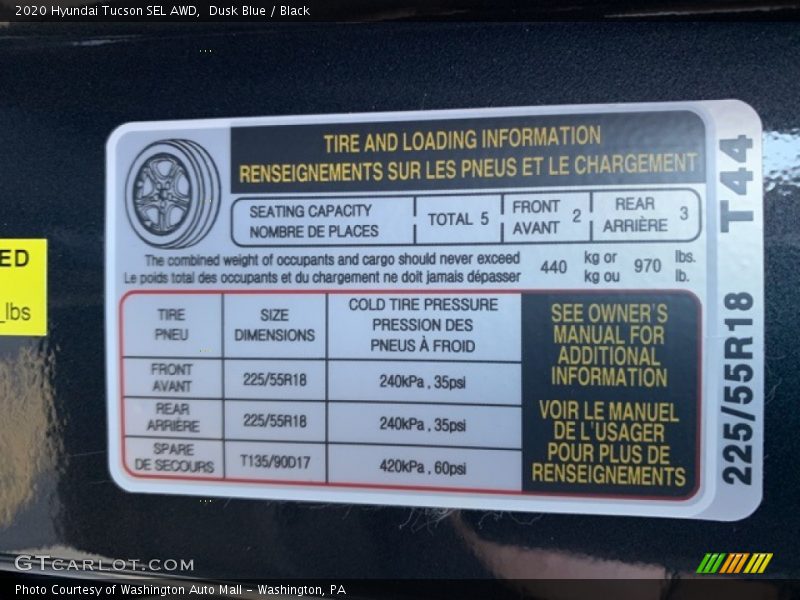 2020 Hyundai Tucson SEL AWD, Dusk Blue / Black
TIRE AND LOADING INFORMATION
RENSEIGNEMENTS SUR LES PNEUS ET LE CHARGEMENT
SEATING CAPACITY
NOMBRE DE PLACES
TOTAL 5
FRONT
AVANT
2
REAR
ARRIÈRE
3
The combined weight of occupants and cargo should never exceed
Le poids total des occupants et du chargement ne doit jamais dépasser
440
kg or
kg ou
970
lbs.
lb.
TIRE
PNEU
SIZE
DIMENSIONS
COLD TIRE PRESSURE
PRESSION DES
PNEUS À FROID
FRONT
AVANT
225/55R18
240kPa , 35psi
REAR
ARRIÈRE
225/55R18
240kPa , 35psi
SPARE
DE SECOURS
T135/90D17
420kPa , 60psi
SEE OWNER'S
MANUAL FOR
ADDITIONAL
INFORMATION
VOIR LE MANUEL
DE L'USAGER
POUR PLUS DE
RENSEIGNEMENTS
225/55R18 T44
ED
_lbs
GTCARLOT.COM
Photo Courtesy of Washington Auto Mall - Washington, PA